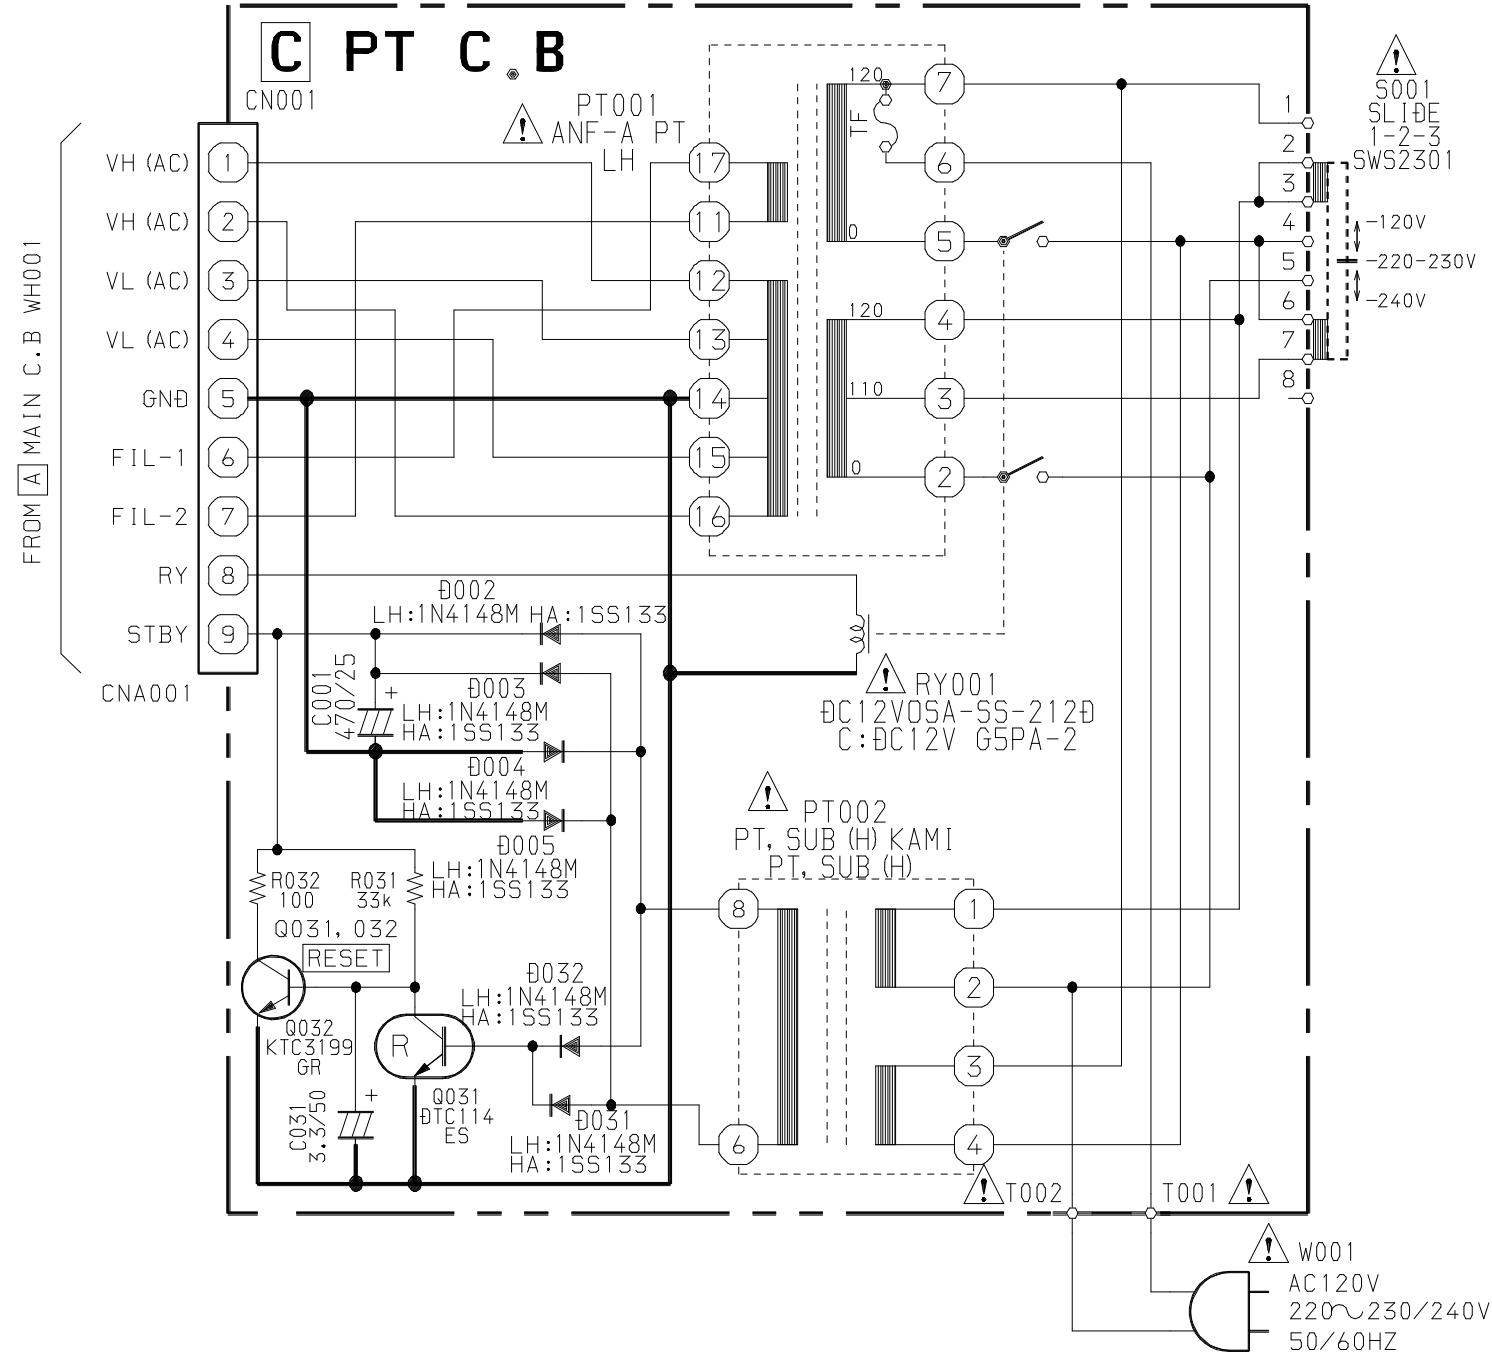 C PT C.B
CN001
PT001
ANF-A PT
LH
S001
SLIDE
1-2-3
SWS2301
-120V
-220-230V
-240V
1
2
3
4
5
6
7
8
FROM A MAIN C.B WH001
VH (AC) 1
VH (AC) 2
VL (AC) 3
VL (AC) 4
GND 5
FIL-1 6
FIL-2 7
RY 8
STBY 9
CNA001
17
11
12
13
14
15
16
120
TF
0
120
110
0
7
6
5
4
3
2
D002
LH:1N4148M HA:1SS133
C001
470/25
+
D003
LH:1N4148M
HA:1SS133
D004
LH:1N4148M
HA:1SS133
D005
LH:1N4148M
HA:1SS133
RY001
DC12VOSA-SS-212D
C:DC12V G5PA-2
PT002
PT, SUB (H) KAMI
PT, SUB (H)
8
6
1
2
3
4
R032
100
R031
33k
Q031, 032
RESET
Q032
KTC3199
GR
R
Q031
DTC114
ES
C031
3.3/50
+
D032
LH:1N4148M
HA:1SS133
D031
LH:1N4148M
HA:1SS133
T002
T001
W001
AC120V
220～230/240V
50/60HZ